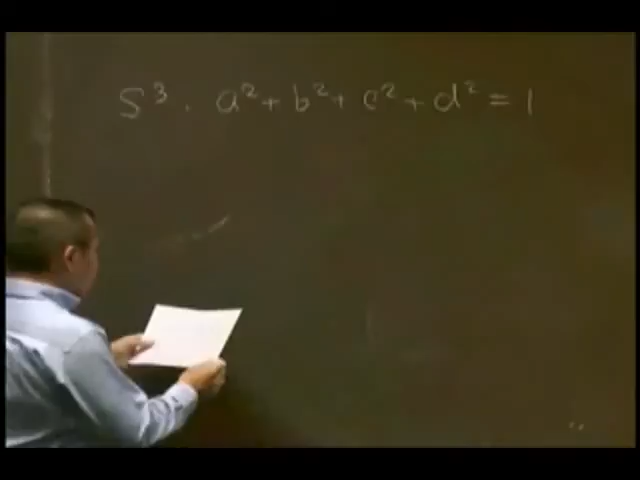 S³ . a² + b² + c² + d² = 1